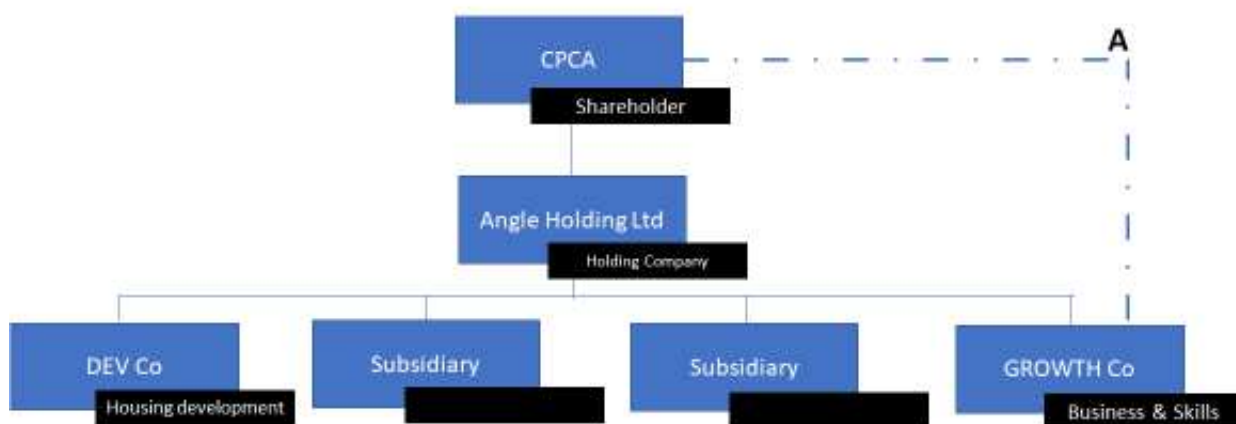 A
CPCA
Shareholder
Angle Holding Ltd
Holding Company
DEV Co
Housing development
Subsidiary
Subsidiary
GROWTH Co
Business & Skills